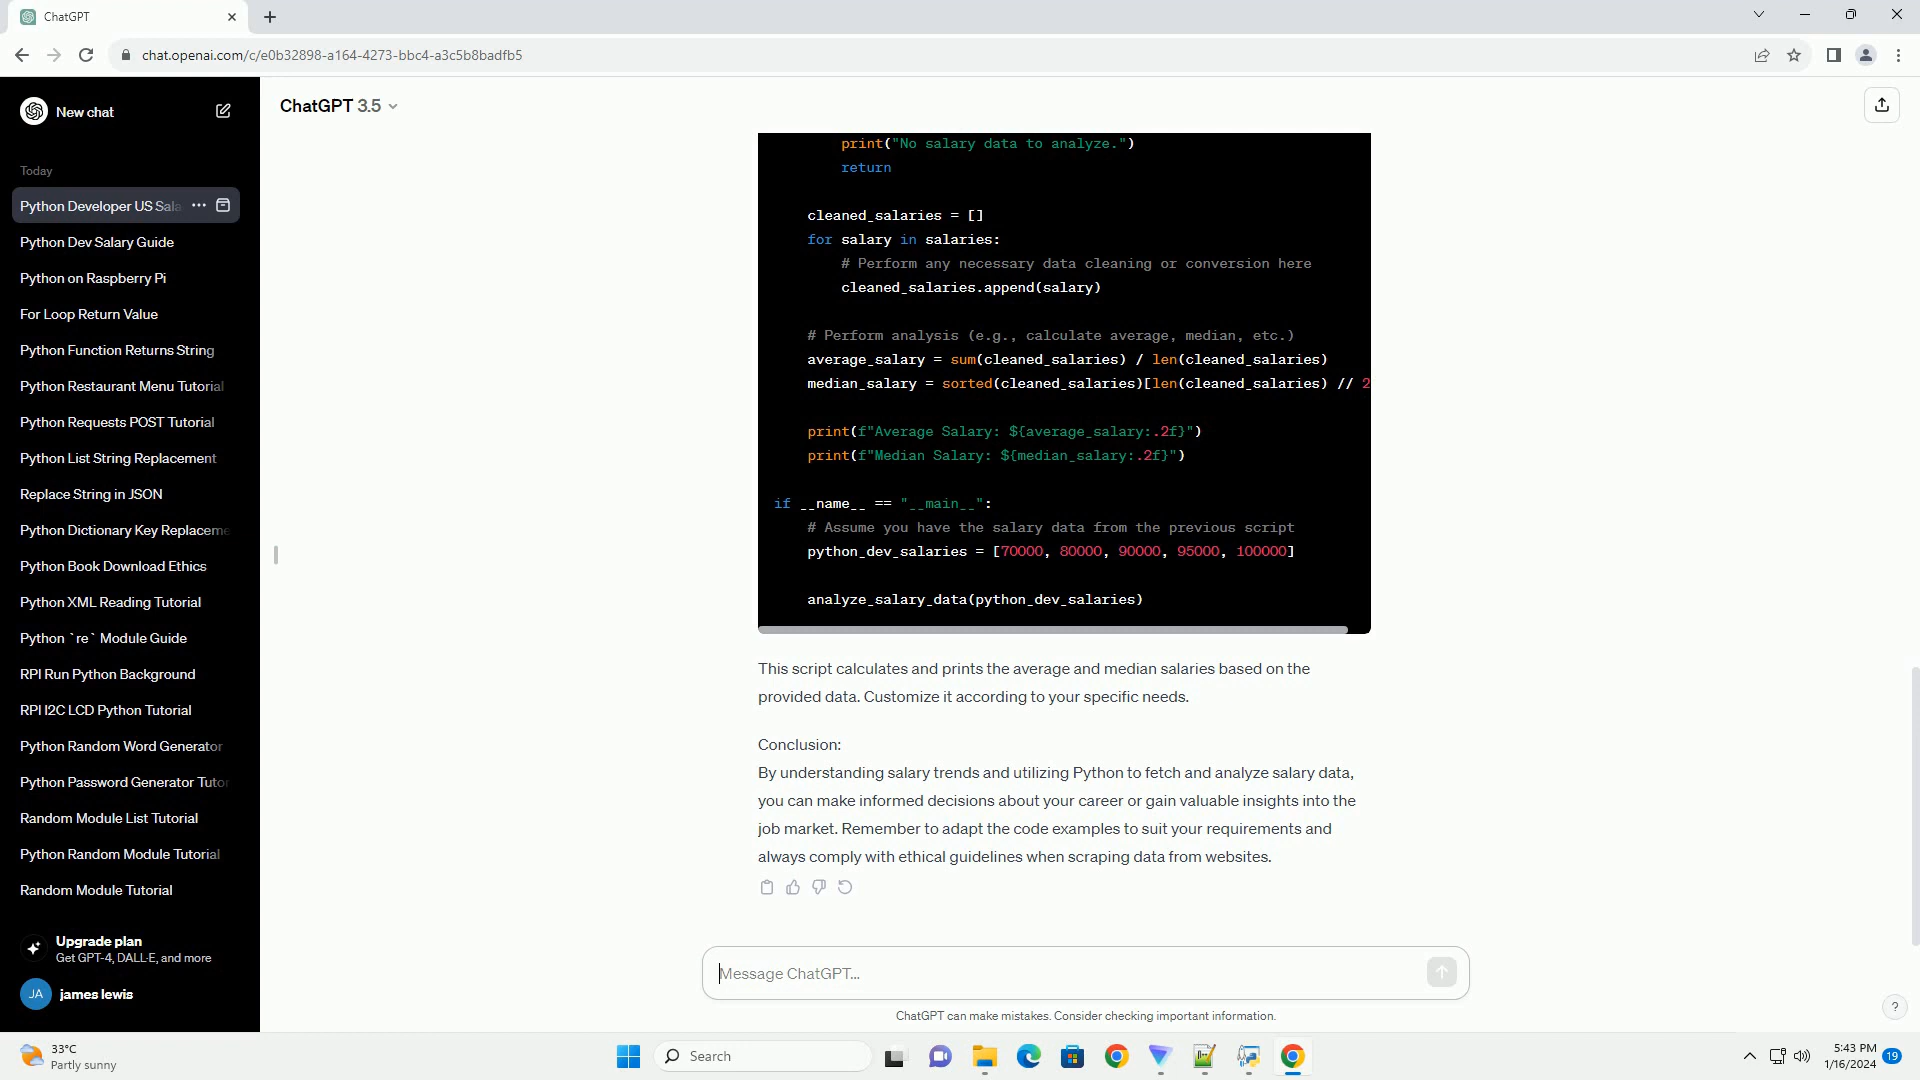 ChatGPT
chat.openai.com/c/e0b32898-a164-4273-bbc4-a3c5b8badfb5
New chat
Today
Python Developer US Sala
Python Dev Salary Guide
Python on Raspberry Pi
For Loop Return Value
Python Function Returns String
Python Restaurant Menu Tutorial
Python Requests POST Tutorial
Python List String Replacement
Replace String in JSON
Python Dictionary Key Replaceme
Python Book Download Ethics
Python XML Reading Tutorial
Python `re` Module Guide
RPI Run Python Background
RPI I2C LCD Python Tutorial
Python Random Word Generator
Python Password Generator Tutor
Random Module List Tutorial
Python Random Module Tutorial
Random Module Tutorial
Upgrade plan
Get GPT-4, DALL·E, and more
JA james lewis
ChatGPT 3.5
print("No salary data to analyze.")
return
cleaned_salaries = []
for salary in salaries:
# Perform any necessary data cleaning or conversion here
cleaned_salaries.append(salary)
# Perform analysis (e.g., calculate average, median, etc.)
average_salary = sum(cleaned_salaries) / len(cleaned_salaries)
median_salary = sorted(cleaned_salaries)[len(cleaned_salaries) // 2
print(f"Average Salary: ${average_salary:.2f}")
print(f"Median Salary: ${median_salary:.2f}")
if __name__ == "__main__":
# Assume you have the salary data from the previous script
python_dev_salaries = [70000, 80000, 90000, 95000, 100000]
analyze_salary_data(python_dev_salaries)
This script calculates and prints the average and median salaries based on the
provided data. Customize it according to your specific needs.
Conclusion:
By understanding salary trends and utilizing Python to fetch and analyze salary data,
you can make informed decisions about your career or gain valuable insights into the
job market. Remember to adapt the code examples to suit your requirements and
always comply with ethical guidelines when scraping data from websites.
Message ChatGPT...
ChatGPT can make mistakes. Consider checking important information.
?
33°C
Partly sunny
Search
5:43 PM
1/16/2024
19